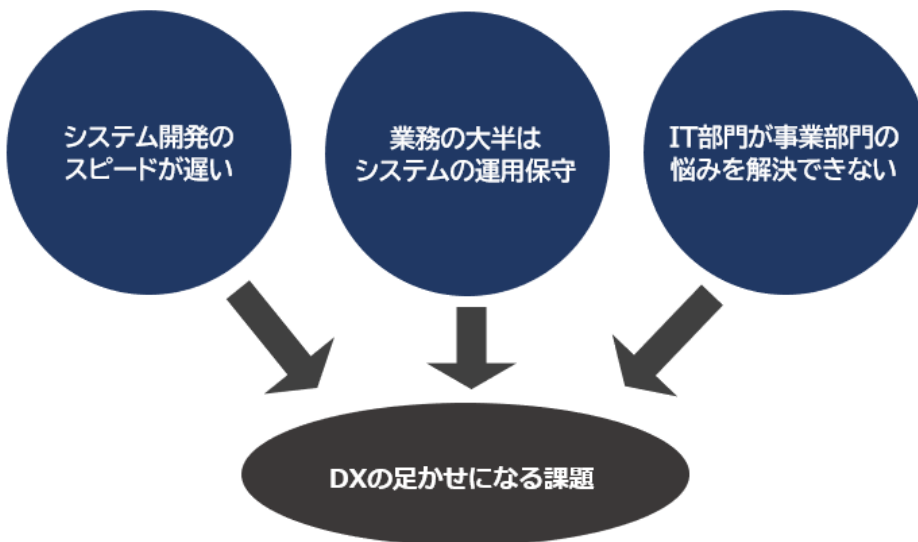 システム開発の
スピードが遅い
業務の大半は
システムの運用保守
IT部門が事業部門の
悩みを解決できない
DXの足かせになる課題